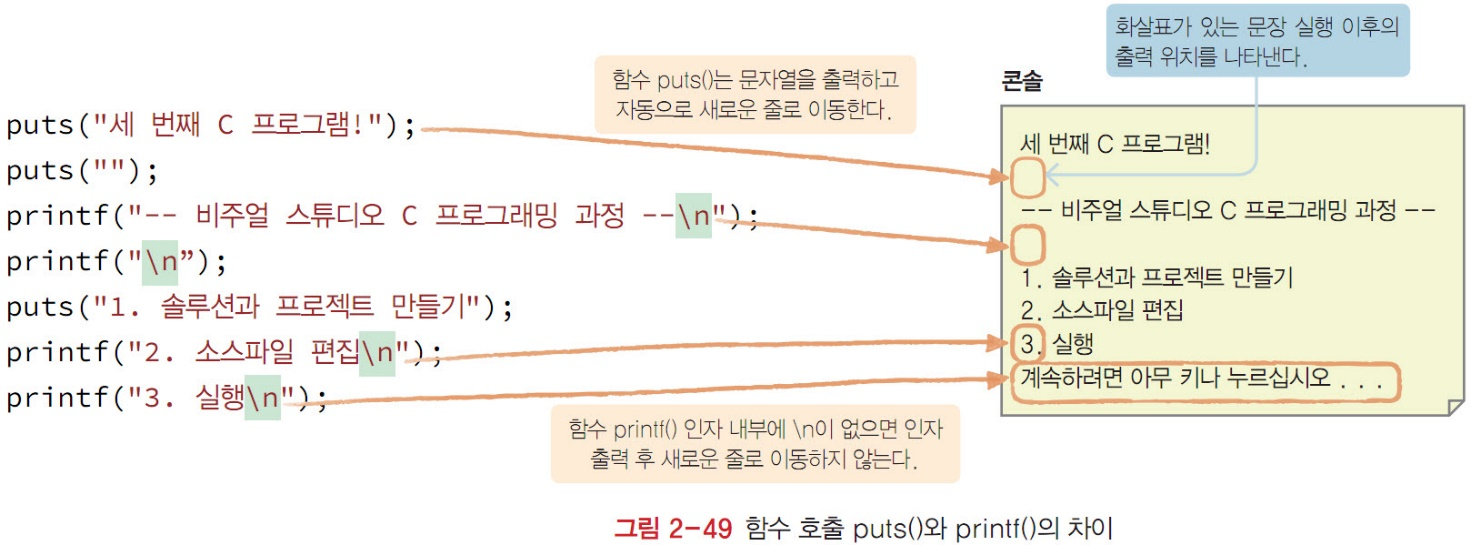 화살표가 있는 문장 실행 이후의
출력 위치를 나타낸다.
함수 puts()는 문자열을 출력하고
자동으로 새로운 줄로 이동한다.
콘솔
puts("세 번째 C 프로그램!");
puts("");
printf("-- 비주얼 스튜디오 C 프로그래밍 과정 --\n");
printf("\n”);
puts("1. 솔루션과 프로젝트 만들기");
printf("2. 소스파일 편집\n");
printf("3. 실행\n");
세 번째 C 프로그램!
-- 비주얼 스튜디오 C 프로그래밍 과정 --
1. 솔루션과 프로젝트 만들기
2. 소스파일 편집
3. 실행
계속하려면 아무 키나 누르십시오 . . .
함수 printf() 인자 내부에 \n이 없으면 인자
출력 후 새로운 줄로 이동하지 않는다.
그림 2-49 함수 호출 puts()와 printf()의 차이